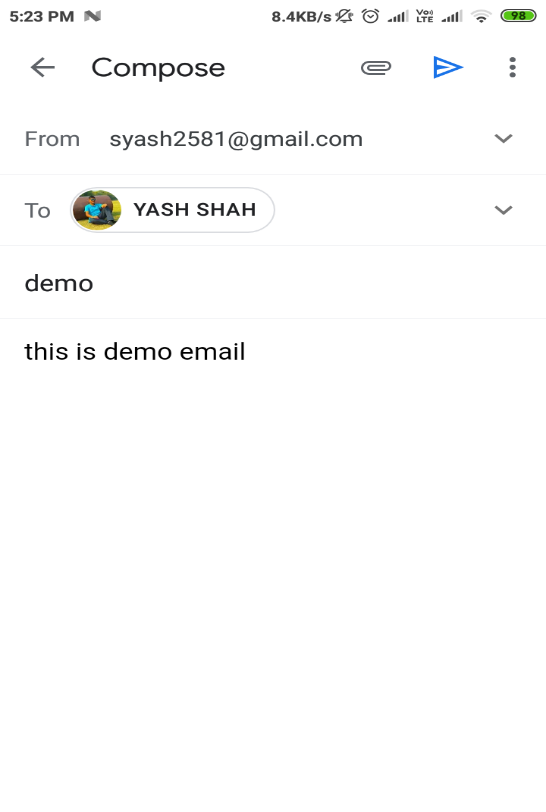 5:23 PM 8.4KB/s VoLTE 98
Compose
From syash2581@gmail.com
To YASH SHAH
demo
this is demo email